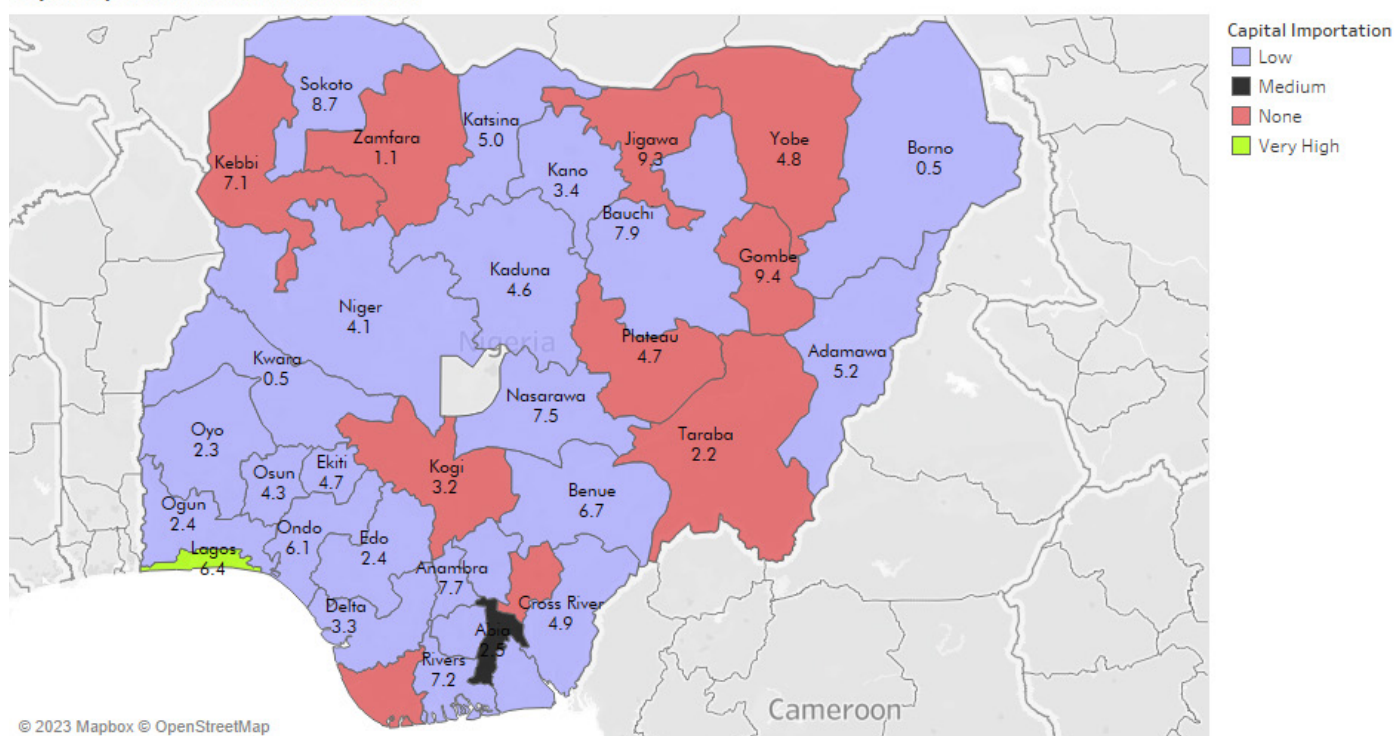 Capital Importation
Low
Medium
None
Very High
Sokoto
8.7
Katsina
5.0
Zamfara
1.1
Kebbi
7.1
Jigawa
9.3
Yobe
4.8
Borno
0.5
Kano
3.4
Bauchi
7.9
Gombe
9.4
Kaduna
4.6
Niger
4.1
Nigeria
Plateau
4.7
Adamawa
5.2
Kwara
0.5
Nasarawa
7.5
Oyo
2.3
Taraba
2.2
Osun
4.3
Ekiti
4.7
Kogi
3.2
Benue
6.7
Ogun
2.4
Ondo
6.1
Edo
2.4
Lagos
6.4
Anambra
7.7
Cross River
4.9
Delta
3.3
Abia
2.5
Rivers
7.2
Cameroon
© 2023 Mapbox © OpenStreetMap